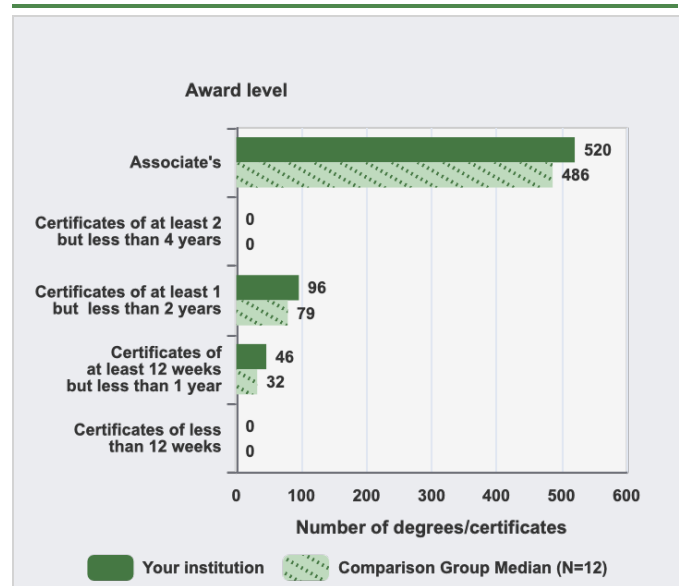 Award level
Associate's
520
486
Certificates of at least 2
but less than 4 years
0
0
Certificates of at least 1
but less than 2 years
96
79
Certificates of
at least 12 weeks
but less than 1 year
46
32
Certificates of less
than 12 weeks
0
0
0 100 200 300 400 500 600
Number of degrees/certificates
Your institution Comparison Group Median (N=12)